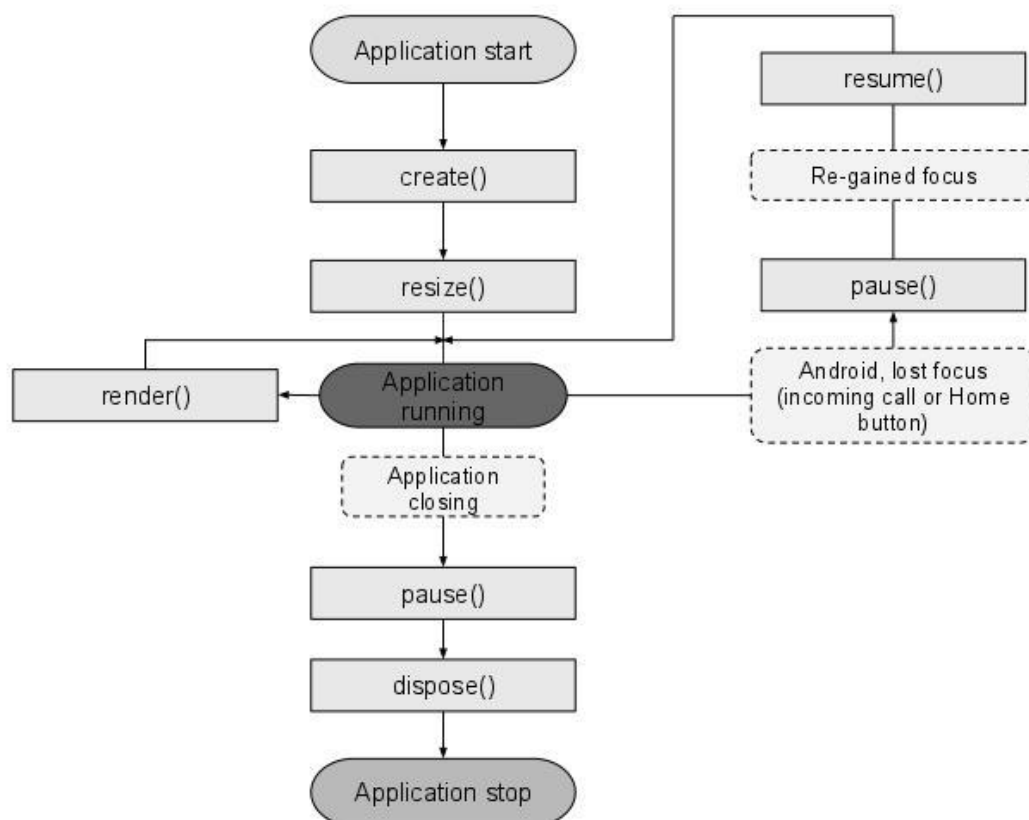 Application start
resume()
create()
Re-gained focus
resize()
pause()
render()
Application
running
Android, lost focus
(incoming call or Home
button)
Application
closing
pause()
dispose()
Application stop